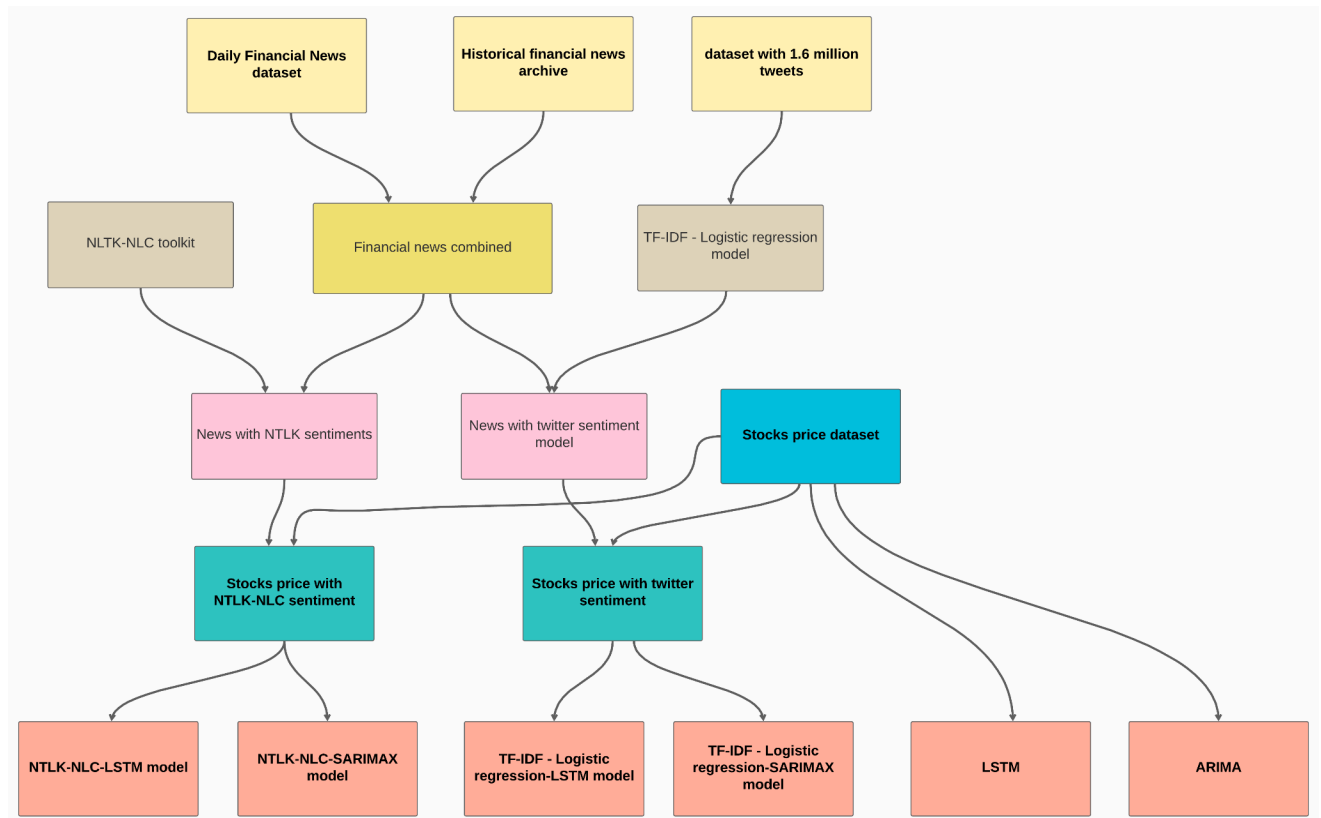 Daily Financial News
dataset
Historical financial news
archive
dataset with 1.6 million
tweets
NLTK-NLC toolkit
Financial news combined
TF-IDF - Logistic regression
model
News with NTLK sentiments
News with twitter sentiment
model
Stocks price dataset
Stocks price with
NTLK-NLC sentiment
Stocks price with twitter
sentiment
NTLK-NLC-LSTM model
NTLK-NLC-SARIMAX
model
TF-IDF - Logistic
regression-LSTM model
TF-IDF - Logistic
regression-SARIMAX
model
LSTM
ARIMA